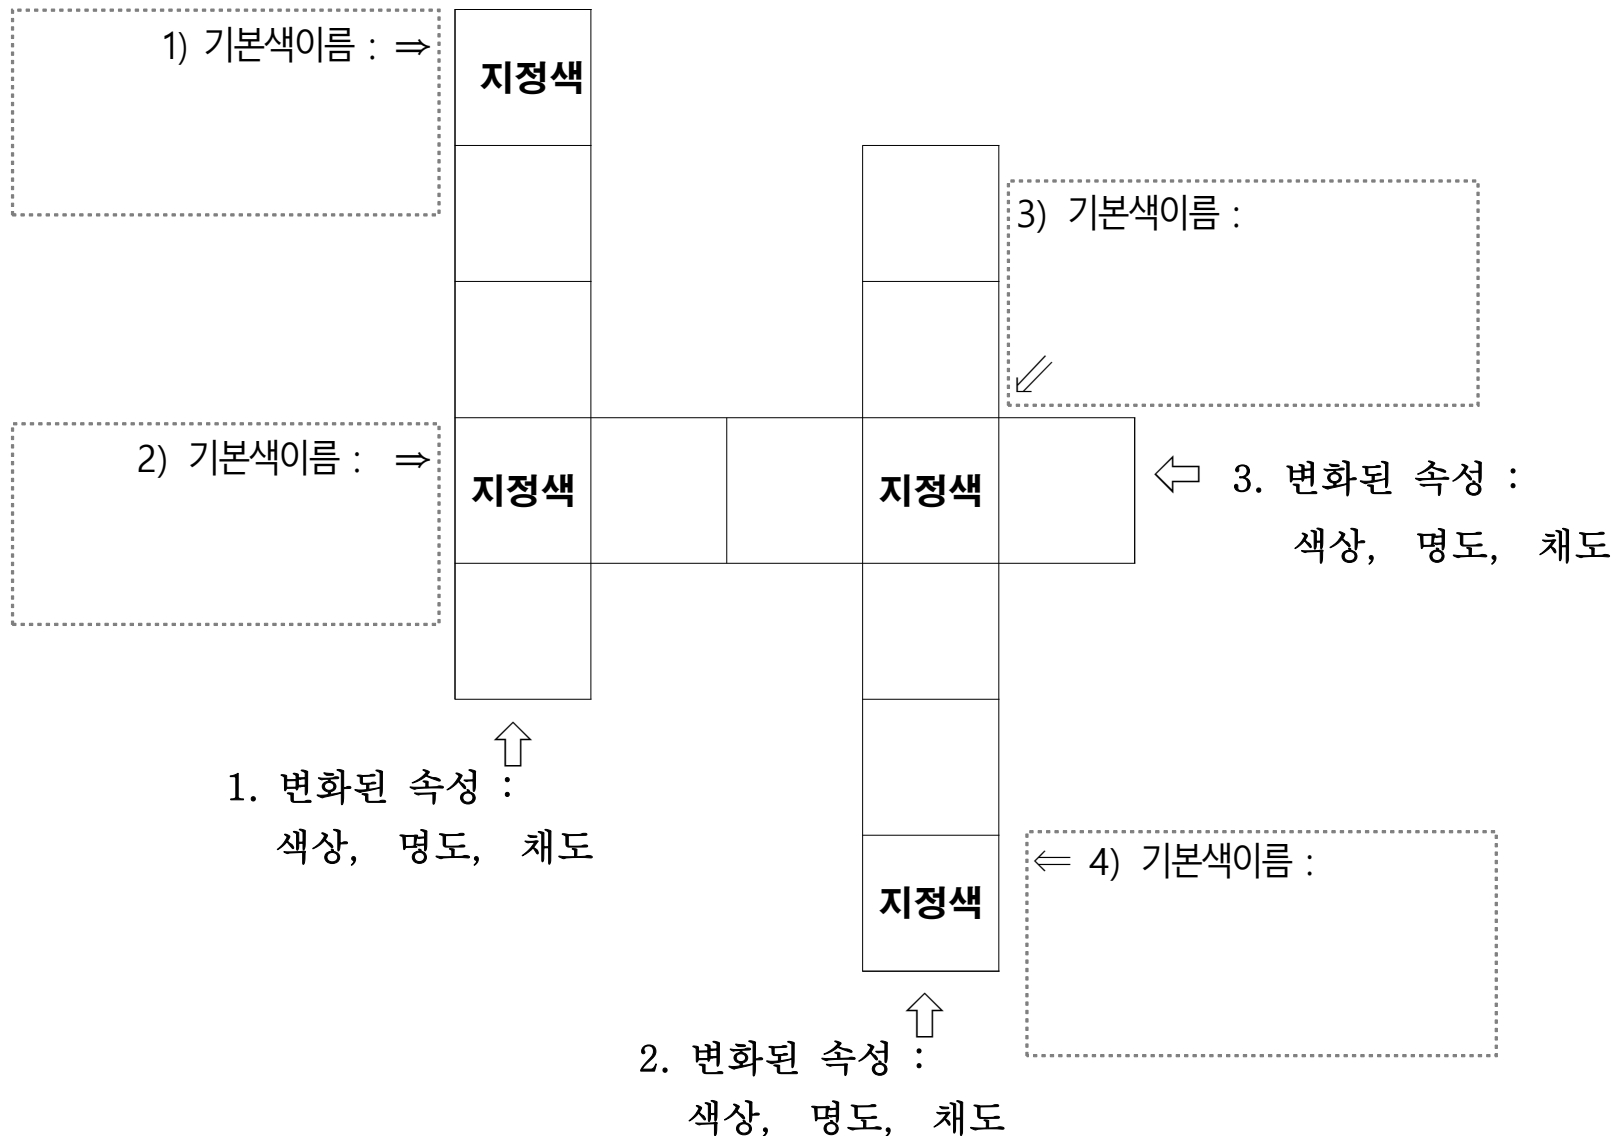 1) 기본색이름 : ⇒
지정색
3) 기본색이름 :
⇙
2) 기본색이름 : ⇒
지정색
지정색
⇦ 3. 변화된 속성 :
색상, 명도, 채도
⇧
1. 변화된 속성 :
색상, 명도, 채도
⇐ 4) 기본색이름 :
지정색
⇧
2. 변화된 속성 :
색상, 명도, 채도